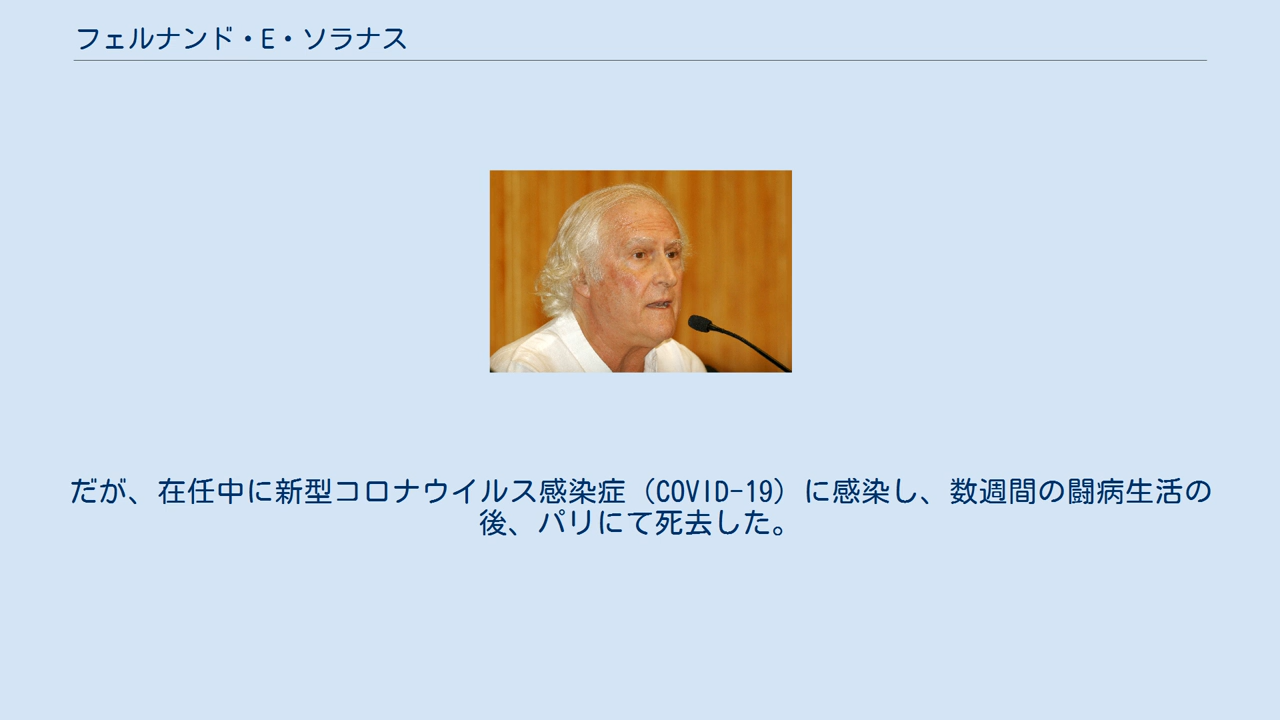 フェルナンド・E・ソラナス
だが、在任中に新型コロナウイルス感染症（COVID-19）に感染し、数週間の闘病生活の
後、パリにて死去した。